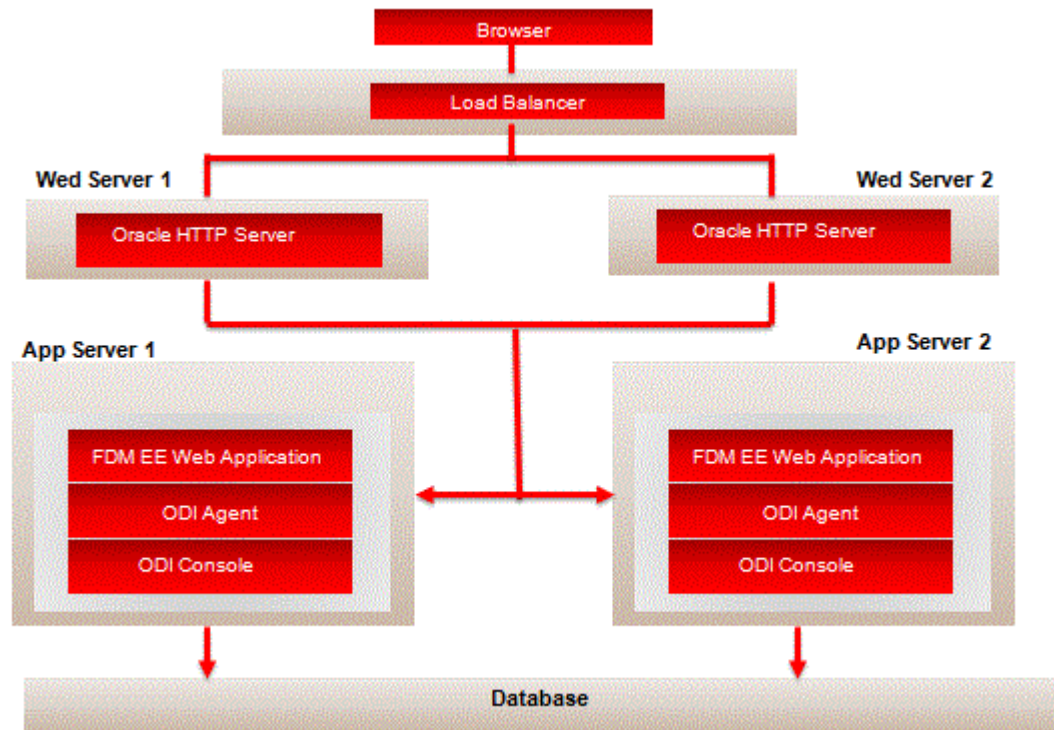 Browser
Load Balancer
Wed Server 1
Wed Server 2
Oracle HTTP Server
Oracle HTTP Server
App Server 1
App Server 2
FDM EE Web Application
ODI Agent
ODI Console
FDM EE Web Application
ODI Agent
ODI Console
Database